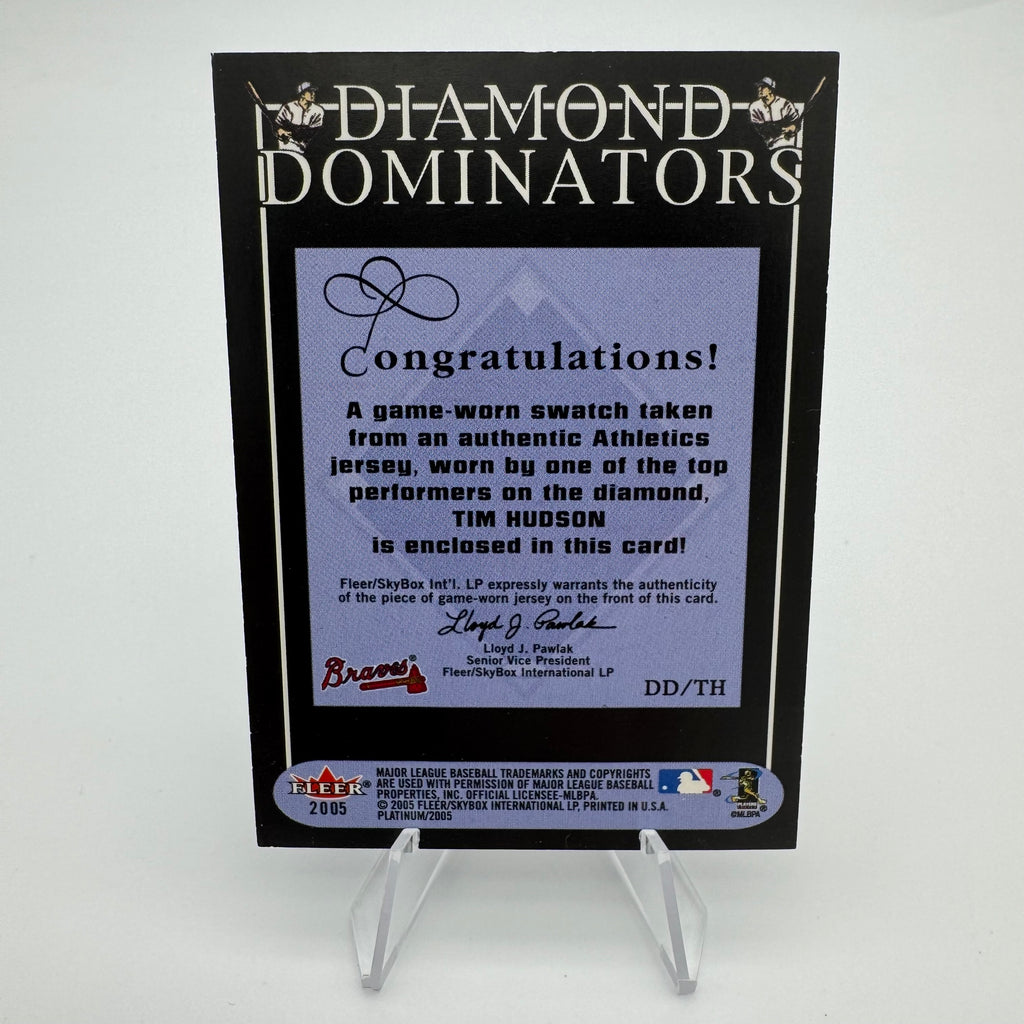 DIAMOND
DOMINATORS
Congratulations!
A game-worn swatch taken
from an authentic Athletics
jersey, worn by one of the top
performers on the diamond,
TIM HUDSON
is enclosed in this card!
Fleer/SkyBox Int'l. LP expressly warrants the authenticity
of the piece of game-worn jersey on the front of this card.
Lloyd J. Pawlak
Lloyd J. Pawlak
Senior Vice President
Fleer/SkyBox International LP
Braves®
DD/TH
FLEER®
2005
MAJOR LEAGUE BASEBALL TRADEMARKS AND COPYRIGHTS
ARE USED WITH PERMISSION OF MAJOR LEAGUE BASEBALL
PROPERTIES, INC. OFFICIAL LICENSEE-MLBPA.
© 2005 FLEER/SKYBOX INTERNATIONAL LP, PRINTED IN U.S.A.
PLATINUM/2005
®
PLAYERS
®
©MLBPA